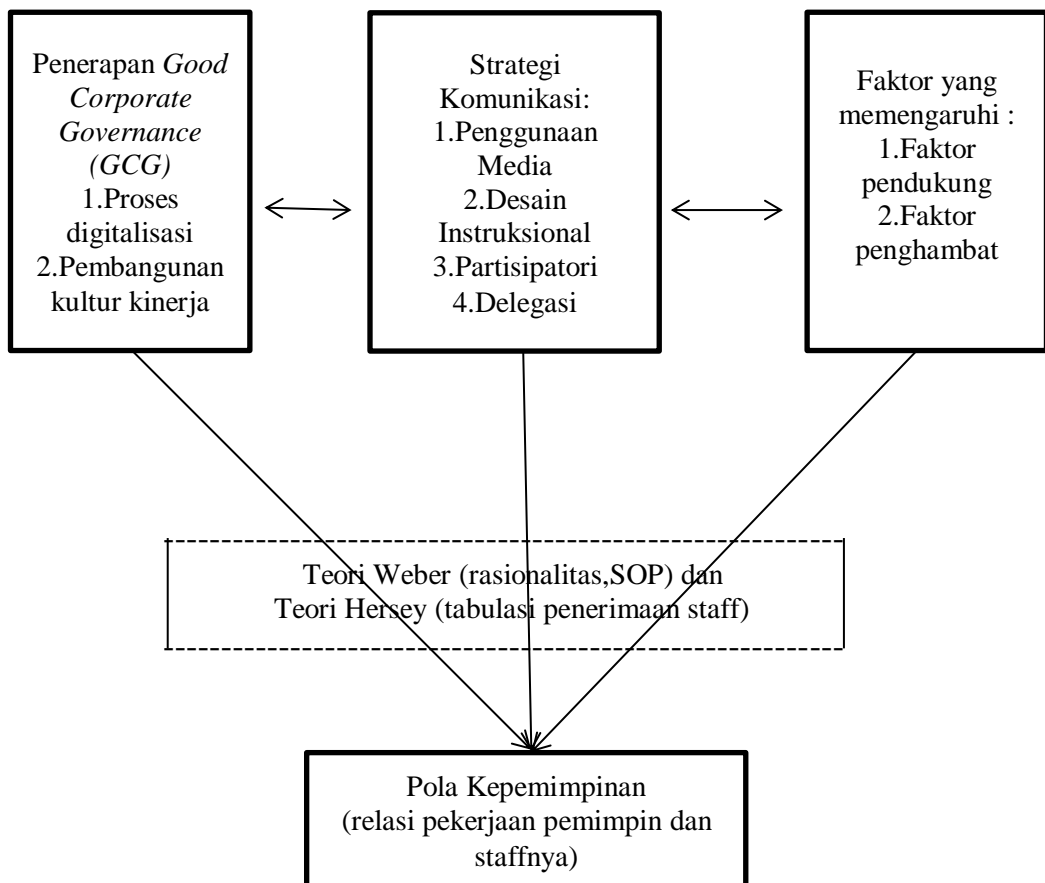 Penerapan Good
Corporate
Governance
(GCG)
1.Proses
digitalisasi
2.Pembangunan
kultur kinerja
Strategi
Komunikasi:
1.Penggunaan
Media
2.Desain
Instruksional
3.Partisipatori
4.Delegasi
Faktor yang
memengaruhi :
1.Faktor
pendukung
2.Faktor
penghambat
Teori Weber (rasionalitas,SOP) dan
Teori Hersey (tabulasi penerimaan staff)
Pola Kepemimpinan
(relasi pekerjaan pemimpin dan
staffnya)